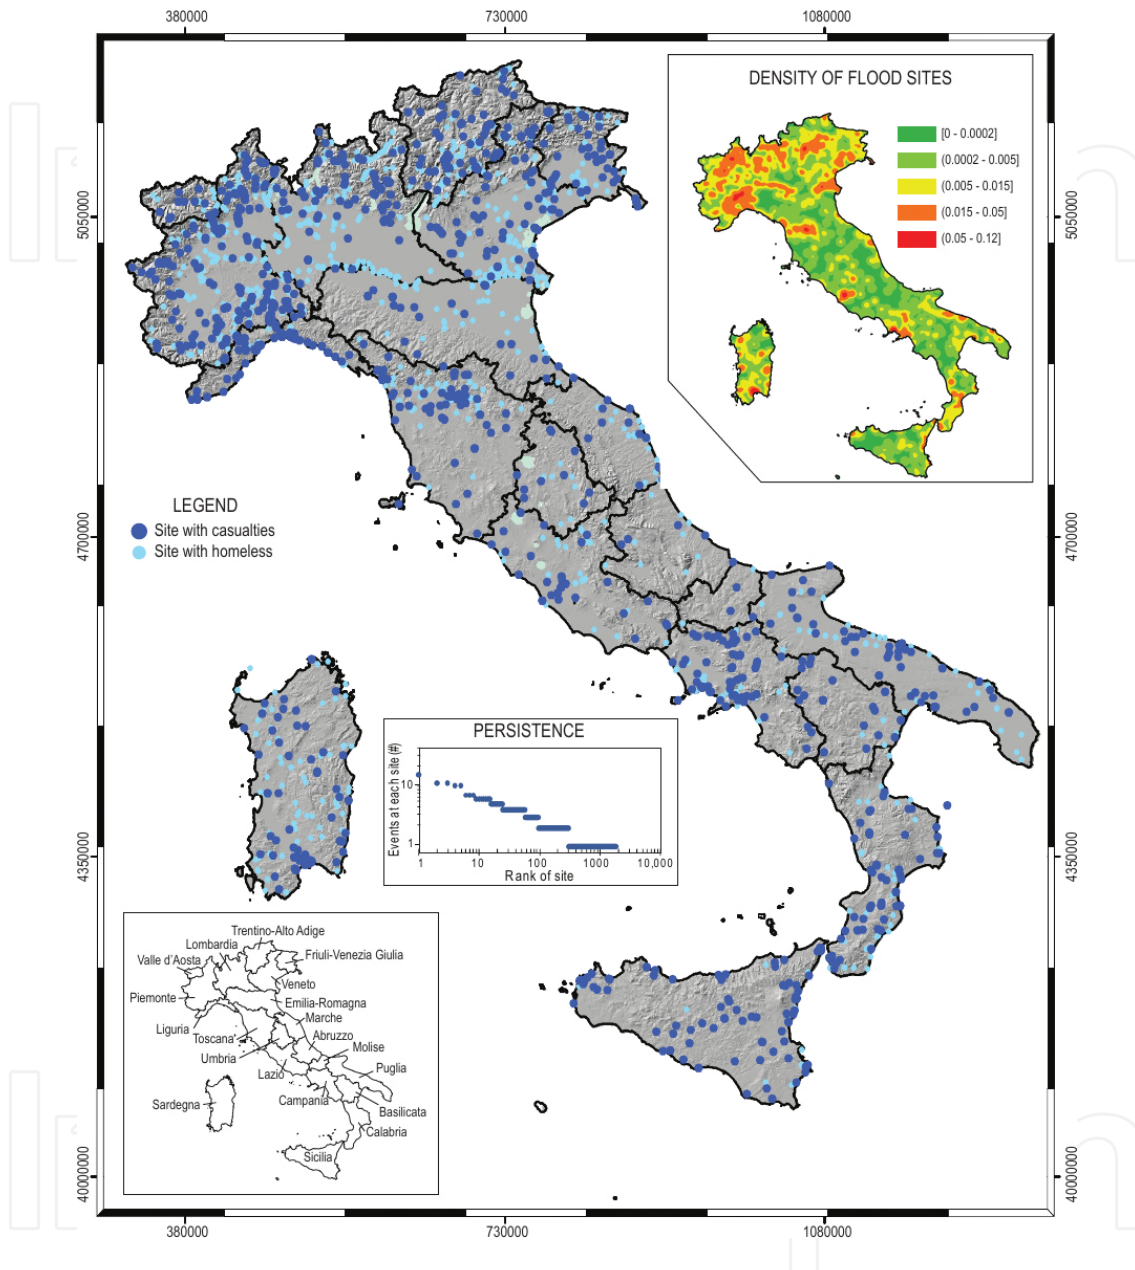 380000
730000
1080000
DENSITY OF FLOOD SITES
[0 - 0.0002]
(0.0002 - 0.005]
(0.005 - 0.015]
(0.015 - 0.05]
(0.05 - 0.12]
5050000
5050000
LEGEND
Site with casualties
Site with homeless
4700000
4700000
PERSISTENCE
Events at each site (#)
10
1
1
10
100
1000
10,000
Rank of site
4350000
4350000
Trentino-Alto Adige
Lombardia
Valle d'Aosta
Friuli-Venezia Giulia
Veneto
Piemonte
Emilia-Romagna
Marche
Liguria
Toscana
Abruzzo
Umbria
Molise
Lazio
Puglia
Campania
Sardegna
Basilicata
Calabria
Sicilia
40000000
40000000
380000
730000
1080000